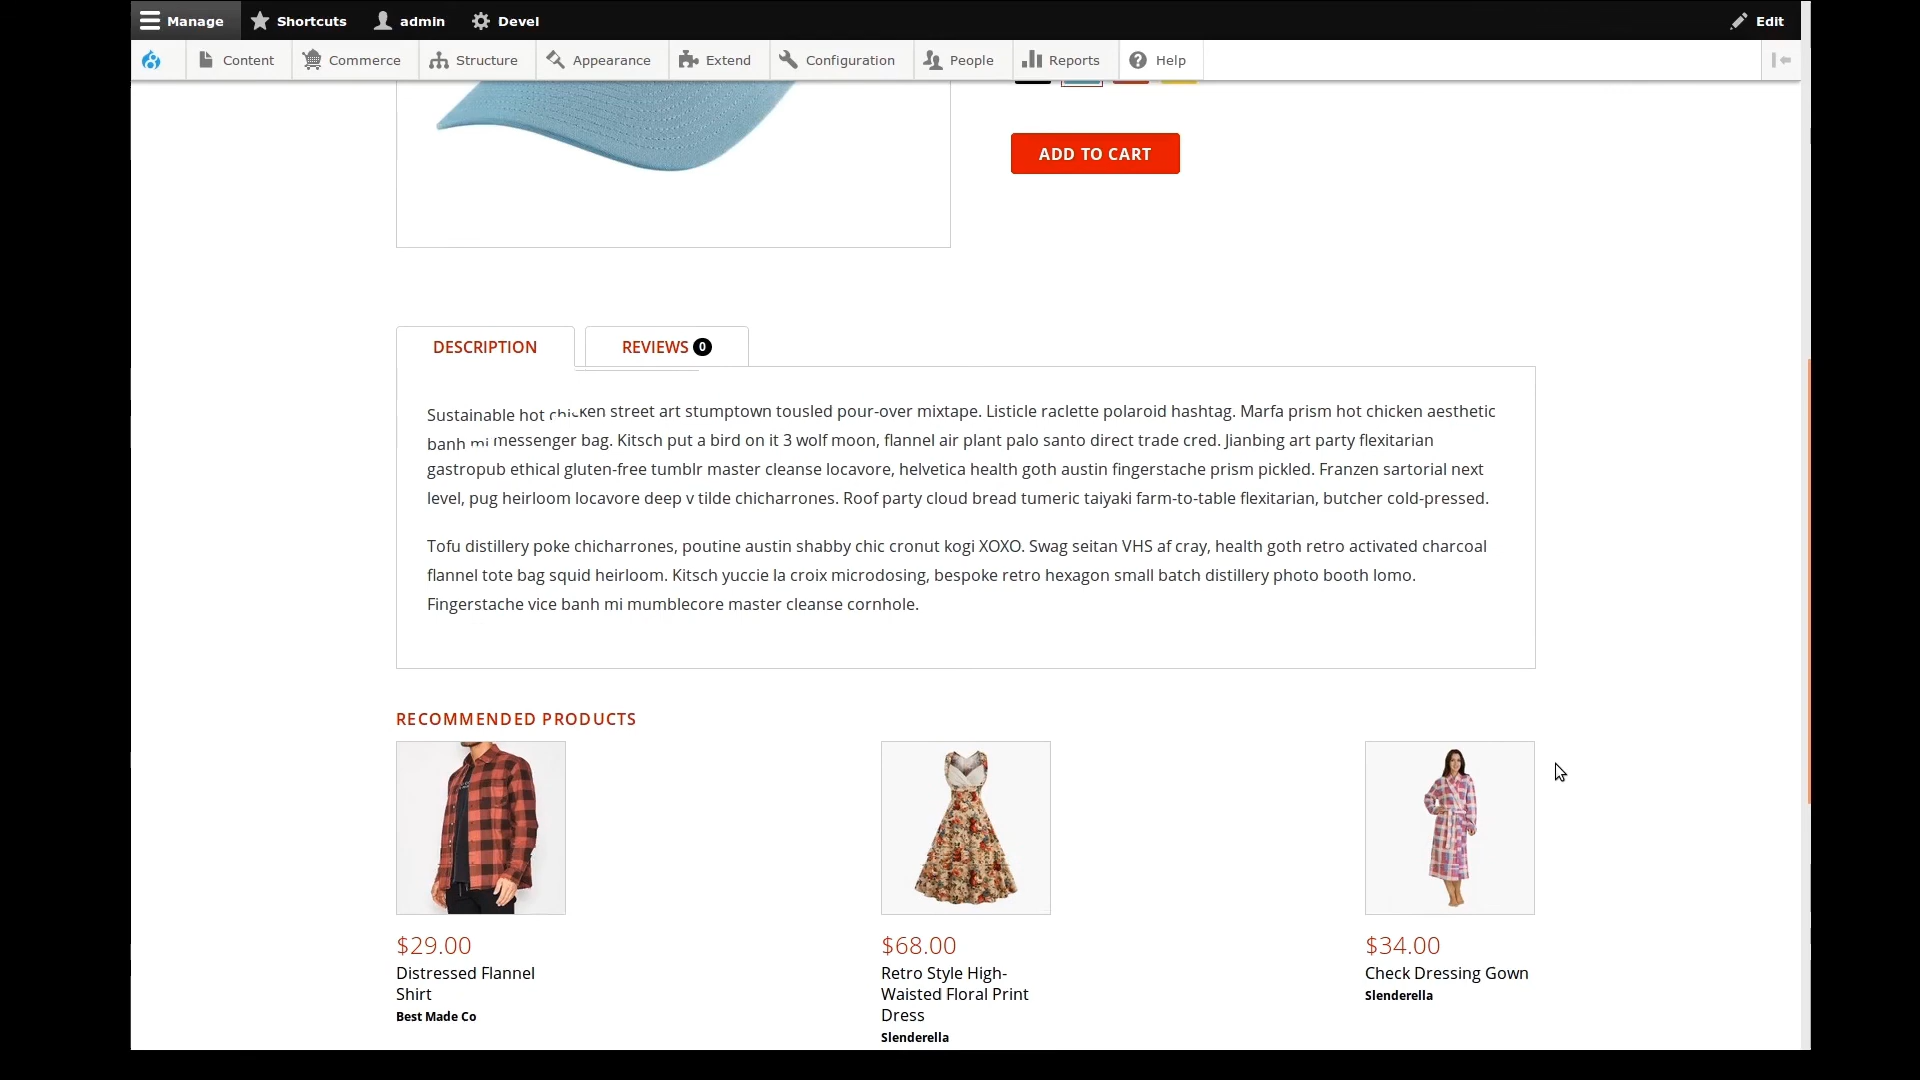 Manage Shortcuts admin Devel Edit
Content Commerce Structure Appearance Extend Configuration People Reports Help
ADD TO CART
DESCRIPTION REVIEWS 0
Sustainable hot chicken street art stumptown tousled pour-over mixtape. Listicle raclette polaroid hashtag. Marfa prism hot chicken aesthetic
banh mi messenger bag. Kitsch put a bird on it 3 wolf moon, flannel air plant palo santo direct trade cred. Jianbing art party flexitarian
gastropub ethical gluten-free tumblr master cleanse locavore, helvetica health goth austin fingerstache prism pickled. Franzen sartorial next
level, pug heirloom locavore deep v tilde chicharrones. Roof party cloud bread tumeric taiyaki farm-to-table flexitarian, butcher cold-pressed.
Tofu distillery poke chicharrones, poutine austin shabby chic cronut kogi XOXO. Swag seitan VHS af cray, health goth retro activated charcoal
flannel tote bag squid heirloom. Kitsch yuccie la croix microdosing, bespoke retro hexagon small batch distillery photo booth lomo.
Fingerstache vice banh mi mumblecore master cleanse cornhole.
RECOMMENDED PRODUCTS
$29.00
Distressed Flannel
Shirt
Best Made Co
$68.00
Retro Style High-
Waisted Floral Print
Dress
Slenderella
$34.00
Check Dressing Gown
Slenderella